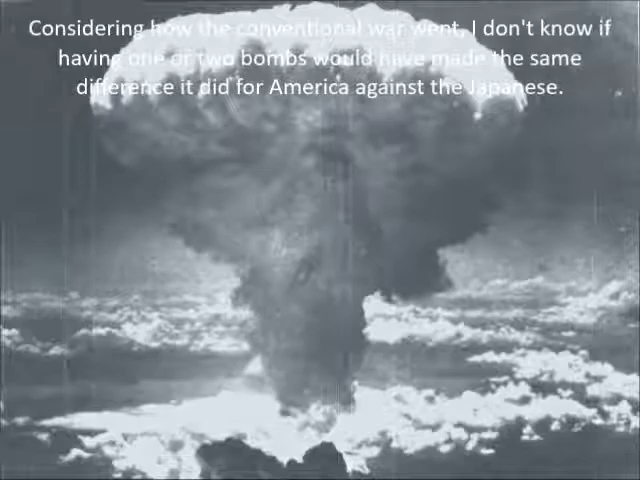 Considering how the conventional war went, I don't know if
having one or two bombs would have made the same
difference it did for America against the Japanese.